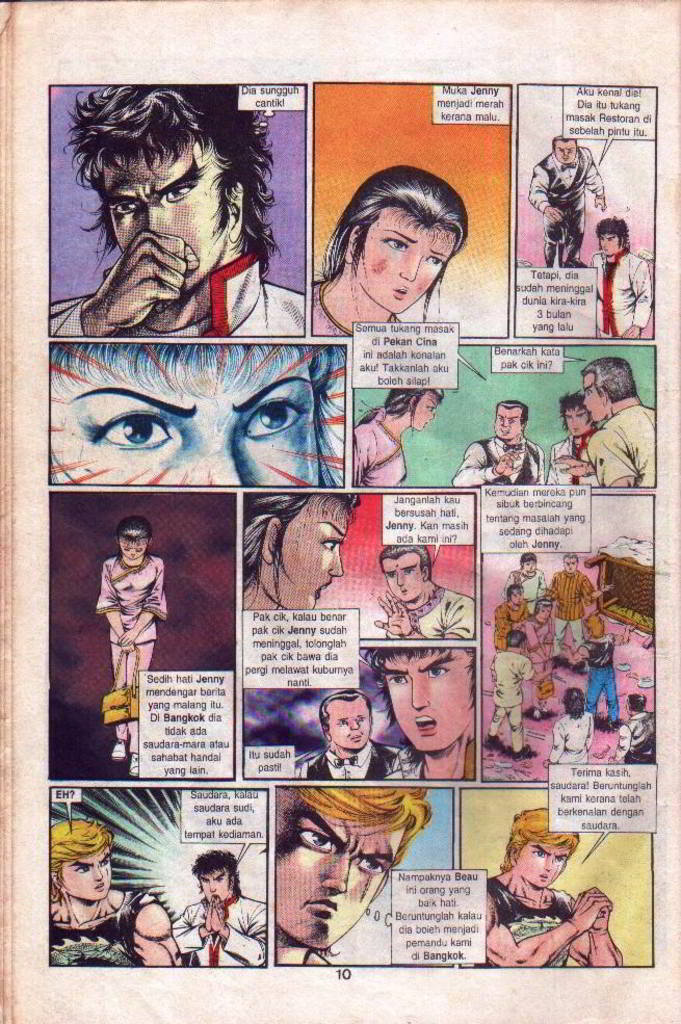 Dia sungguh
cantik!
Muka Jenny
menjadi merah
kerana malu.
Aku kenal dia!
Dia itu tukang
masak Restoran di
sebelah pintu itu.
Tetapi, dia
sudah meninggal
dunia kira-kira
3 bulan
yang lalu
Semua tukang masak
di Pekan Cina
ini adalah kenalan
aku! Takkanlah aku
boleh silap!
Benarkah kata
pak cik ini?
Sedih hati Jenny
mendengar berita
yang malang itu.
Di Bangkok dia
tidak ada
saudara-mara atau
sahabat handai
yang lain.
Janganlah kau
bersusah hati,
Jenny. Kan masih
ada kami ini?
Pak cik, kalau benar
pak cik Jenny sudah
meninggal, tolonglah
pak cik bawa dia
pergi melawat kuburnya
nanti.
Itu sudah
pasti!
Kemudian mereka pun
sibuk berbincang
tentang masalah yang
sedang dihadapi
oleh Jenny.
EH?
Saudara, kalau
saudara sudi,
aku ada
tempat kediaman.
Nampaknya Beau
ini orang yang
baik hati.
Beruntunglah kalau
dia boleh menjadi
pemandu kami
di Bangkok.
Terima kasih,
saudara! Beruntunglah
kami kerana telah
berkenalan dengan
saudara.
10